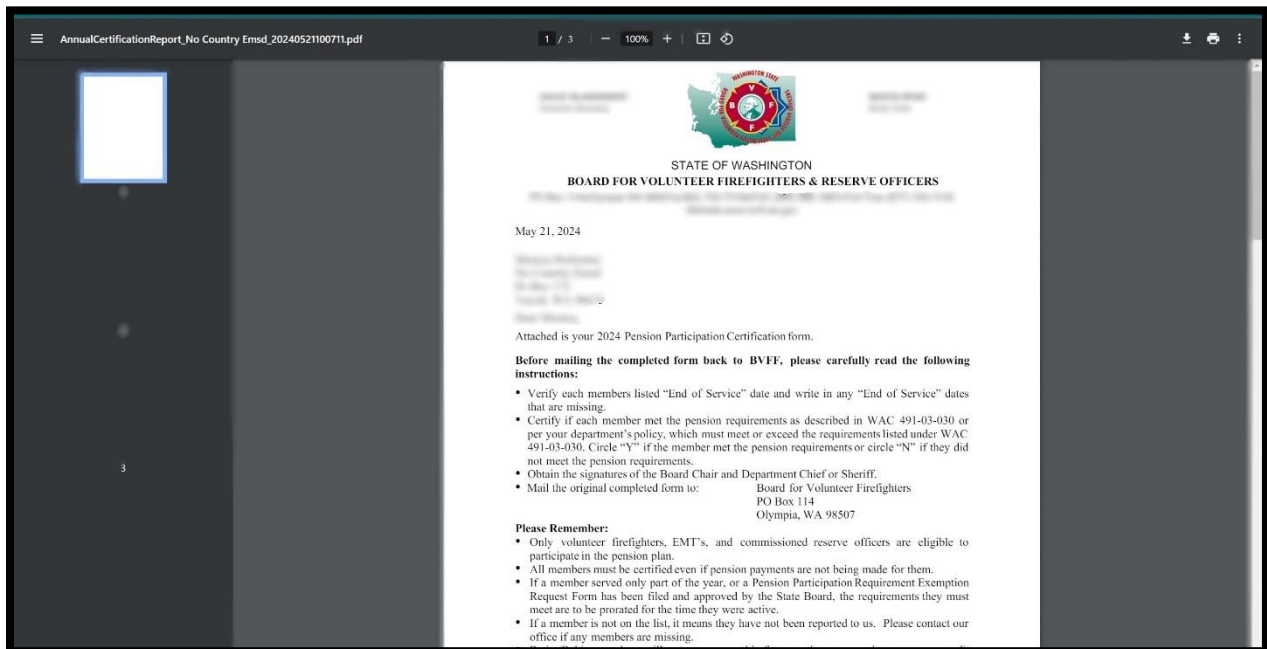 AnnualCertificationReport_No Country Emsd_20240521100711.pdf
1 / 3
100%
WASHINGTON STATE
V
B F
F
STATE OF WASHINGTON
BOARD FOR VOLUNTEER FIREFIGHTERS & RESERVE OFFICERS
May 21, 2024
Attached is your 2024 Pension Participation Certification form.
Before mailing the completed form back to BVFF, please carefully read the following
instructions:
• Verify each members listed “End of Service” date and write in any “End of Service” dates
that are missing.
• Certify if each member met the pension requirements as described in WAC 491-03-030 or
per your department’s policy, which must meet or exceed the requirements listed under WAC
491-03-030. Circle “Y” if the member met the pension requirements or circle “N” if they did
not meet the pension requirements.
• Obtain the signatures of the Board Chair and Department Chief or Sheriff.
• Mail the original completed form to: Board for Volunteer Firefighters
PO Box 114
Olympia, WA 98507
Please Remember:
• Only volunteer firefighters, EMT’s, and commissioned reserve officers are eligible to
participate in the pension plan.
• All members must be certified even if pension payments are not being made for them.
• If a member served only part of the year, or a Pension Participation Requirement Exemption
Request Form has been filed and approved by the State Board, the requirements they must
meet are to be prorated for the time they were active.
• If a member is not on the list, it means they have not been reported to us. Please contact our
office if any members are missing.
3